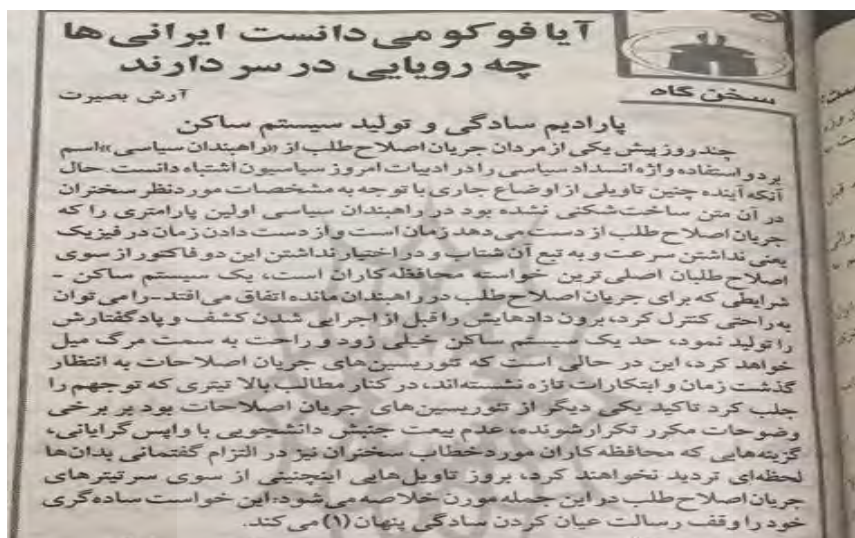 آیا فوکو می‌دانست ایرانی‌ها
چه رویایی در سر دارند
سخن گاه
آرش بصیرت
پارادیم سادگی و تولید سیستم ساکن
چند روز پیش یکی از مردان جریان اصلاح‌طلب از «راهبندان سیاسی» اسم
برد و استفاده واژه انسداد سیاسی را در ادبیات امروز سیاسیون اشتباه دانست. حال
آنکه آینده چنین تاویلی از اوضاع جاری با توجه به مشخصات مورد نظر سخنران
در آن متن ساخت‌شکنی نشده بود در راهبندان سیاسی اولین پارامتری را که
جریان اصلاح‌طلب از دست می‌دهد زمان است و از دست دادن زمان در فیزیک
یعنی نداشتن سرعت و به تبع آن شتاب و در اختیار نداشتن این دو فاکتور از سوی
اصلاح‌طلبان اصلی‌ترین خواسته محافظه‌کاران است، یک سیستم ساکن -
شرایطی که برای جریان اصلاح‌طلب در راهبندان مانده اتفاق می‌افتد - را می‌توان
به راحتی کنترل کرد، برون دادهایش را قبل از اجرایی شدن کشف و پادگفتارش
را تولید نمود، حد یک سیستم ساکن خیلی زود و راحت به سمت مرگ میل
خواهد کرد، این در حالی است که تئوریسین‌های جریان اصلاحات به انتظار
گذشت زمان و ابتکارات تازه نشسته‌اند، در کنار مطالب بالا تیتری که توجهم را
جلب کرد تاکید یکی دیگر از تئوریسین‌های جریان اصلاحات بود بر برخی
وضوحات مکرر تکرارشونده، عدم بیعت جنبش دانشجویی با واپس‌گرایانی،
گزینه‌هایی که محافظه‌کاران مورد خطاب سخنران نیز در التزام گفتمانی بدان‌ها
لحظه‌ای تردید نخواهند کرد، بروز تاویل‌هایی اینچنینی از سوی سرتیترهای
جریان اصلاح‌طلب در این جمله مورن خلاصه می‌شود: این خواست ساده‌گری
خود را وقف رسالت عیان کردن سادگی پنهان (۱) می‌کند.